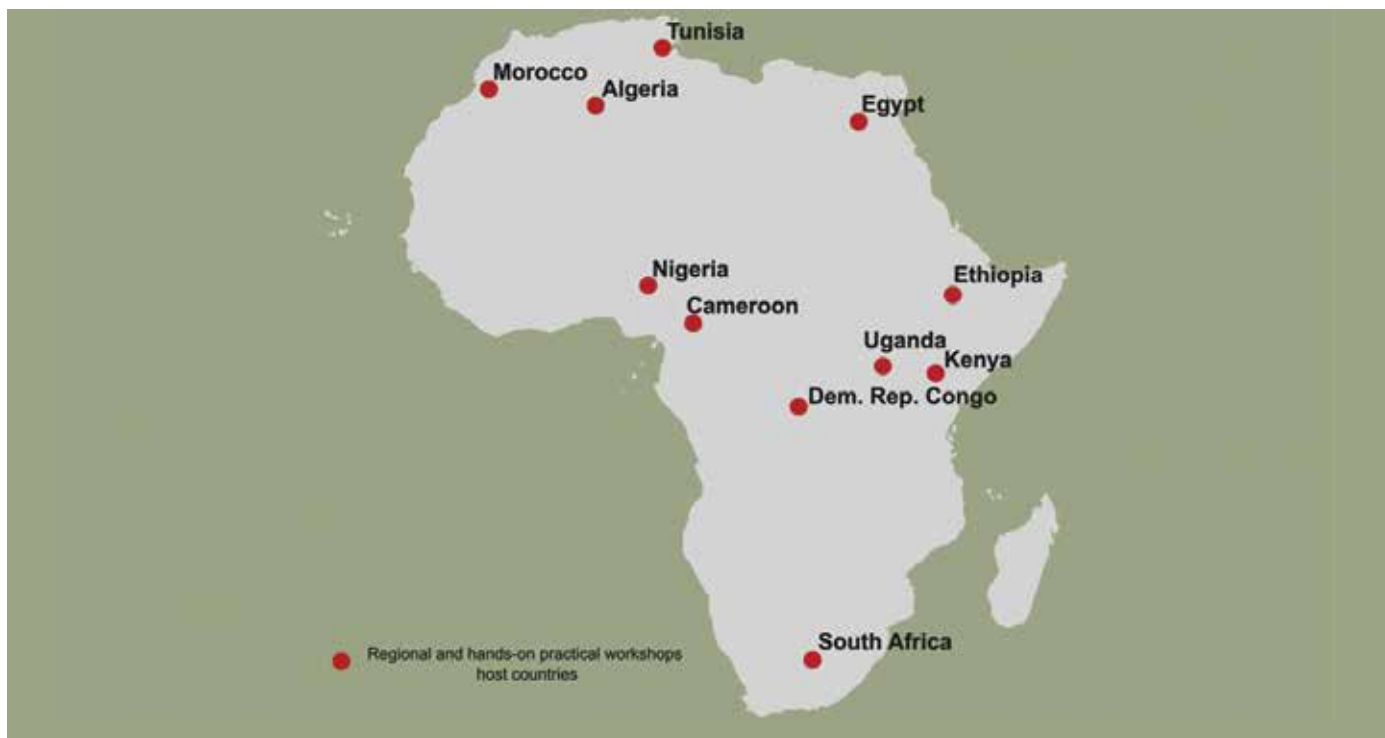 Tunisia
Morocco
Algeria
Egypt
Nigeria
Ethiopia
Cameroon
Uganda
Kenya
Dem. Rep. Congo
South Africa
Regional and hands-on practical workshops
host countries